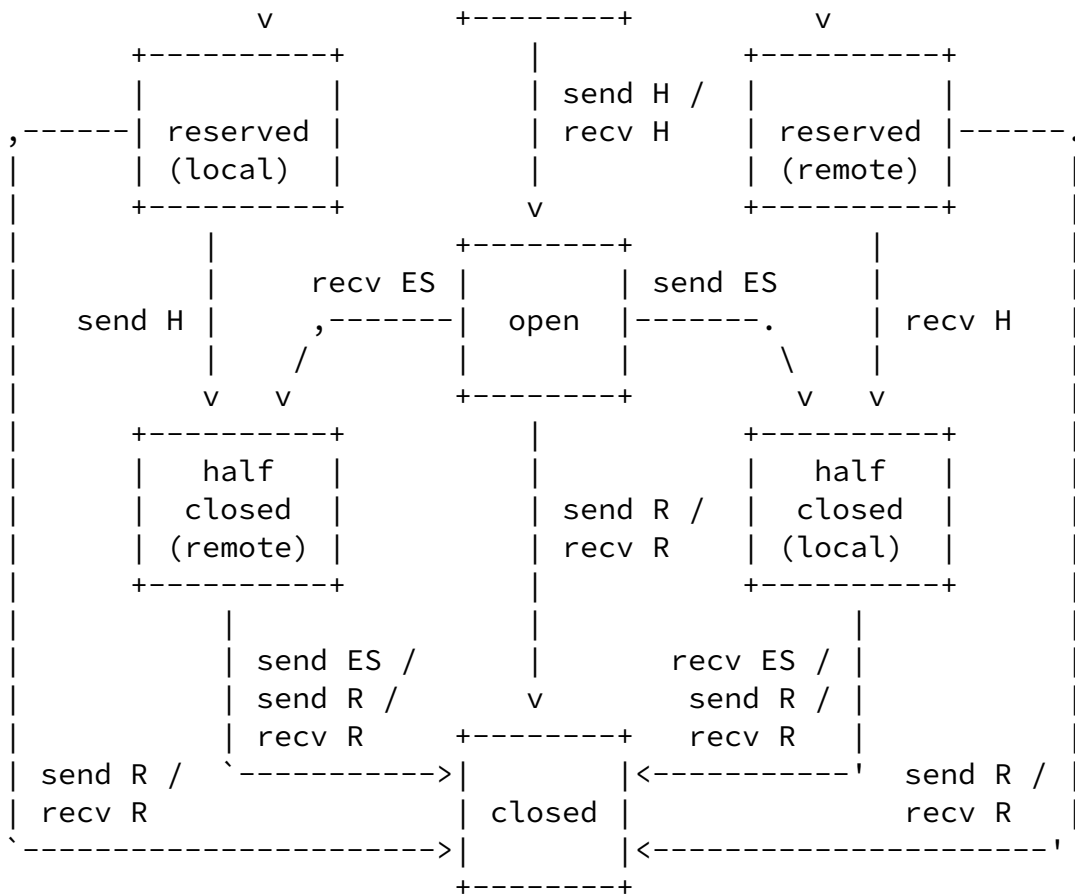 send H /
recv H
reserved
(local)
reserved
(remote)
recv ES
send ES
send H
open
recv H
half
closed
(remote)
send R /
recv R
half
closed
(local)
send ES /
send R /
recv R
recv ES /
send R /
recv R
send R /
recv R
closed
send R /
recv R